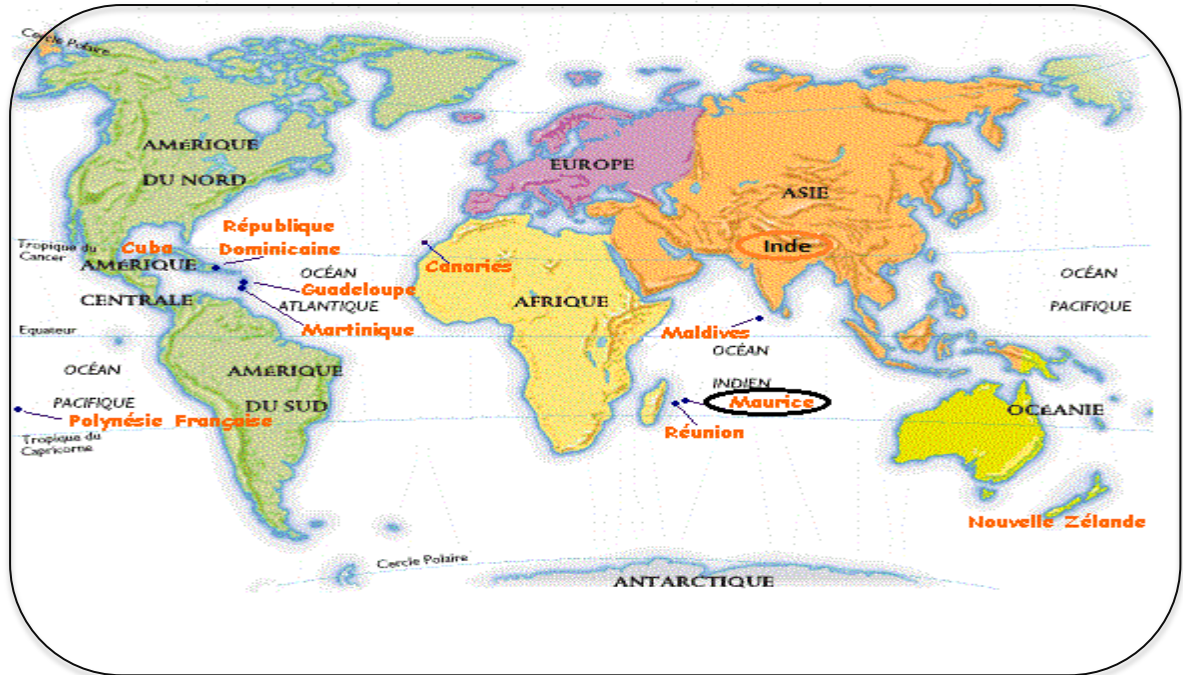 Cercle Polaire
AMÉRIQUE
DU NORD
EUROPE
ASIE
République
Dominicaine
Cuba
Tropique du
Cancer
AMÉRIQUE
CENTRALE
Canaries
Inde
OCÉAN
ATLANTIQUE
Guadeloupe
Martinique
AFRIQUE
OCÉAN
PACIFIQUE
Equateur
Maldives
OCÉAN
INDIEN
Maurice
Réunion
OCÉAN
PACIFIQUE
Polynésie Française
AMÉRIQUE
DU SUD
Tropique du
Capricorne
OCÉANIE
Nouvelle Zélande
Cercle Polaire
ANTARCTIQUE